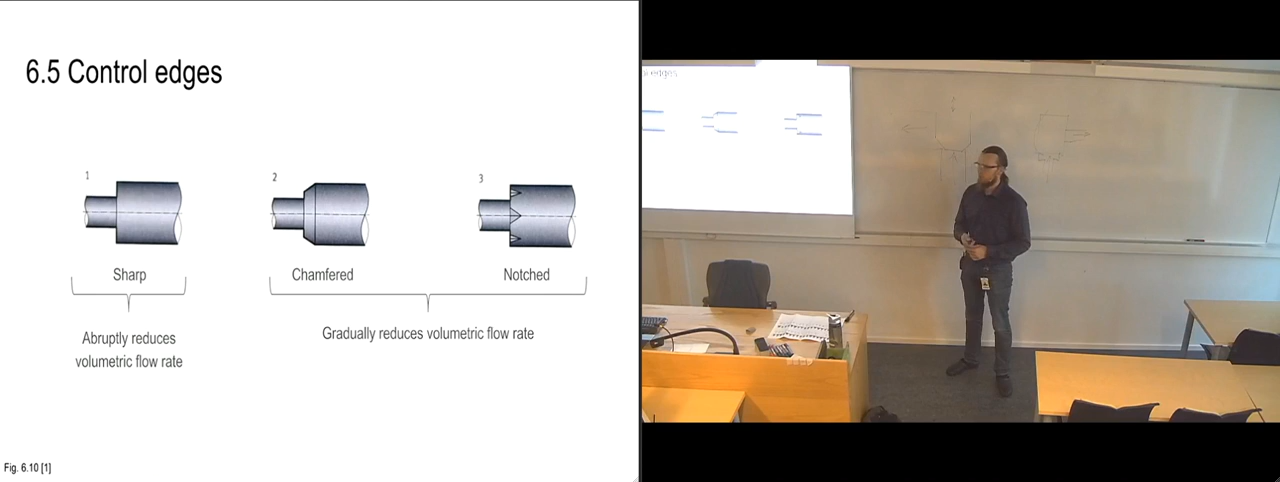 6.5 Control edges
1
2
3
Sharp
Chamfered
Notched
Abruptly reduces
volumetric flow rate
Gradually reduces volumetric flow rate
Fig. 6.10 [1]
edges